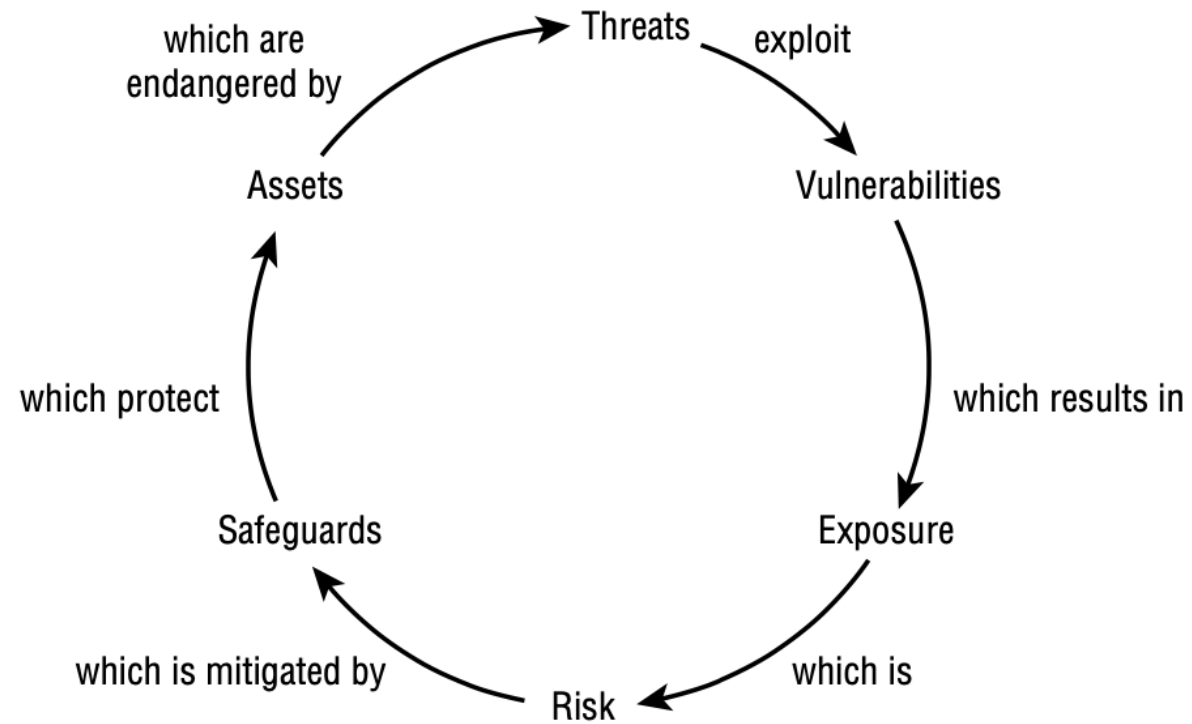 Threats
exploit
Vulnerabilities
which results in
Exposure
which is
Risk
which is mitigated by
Safeguards
which protect
Assets
which are
endangered by